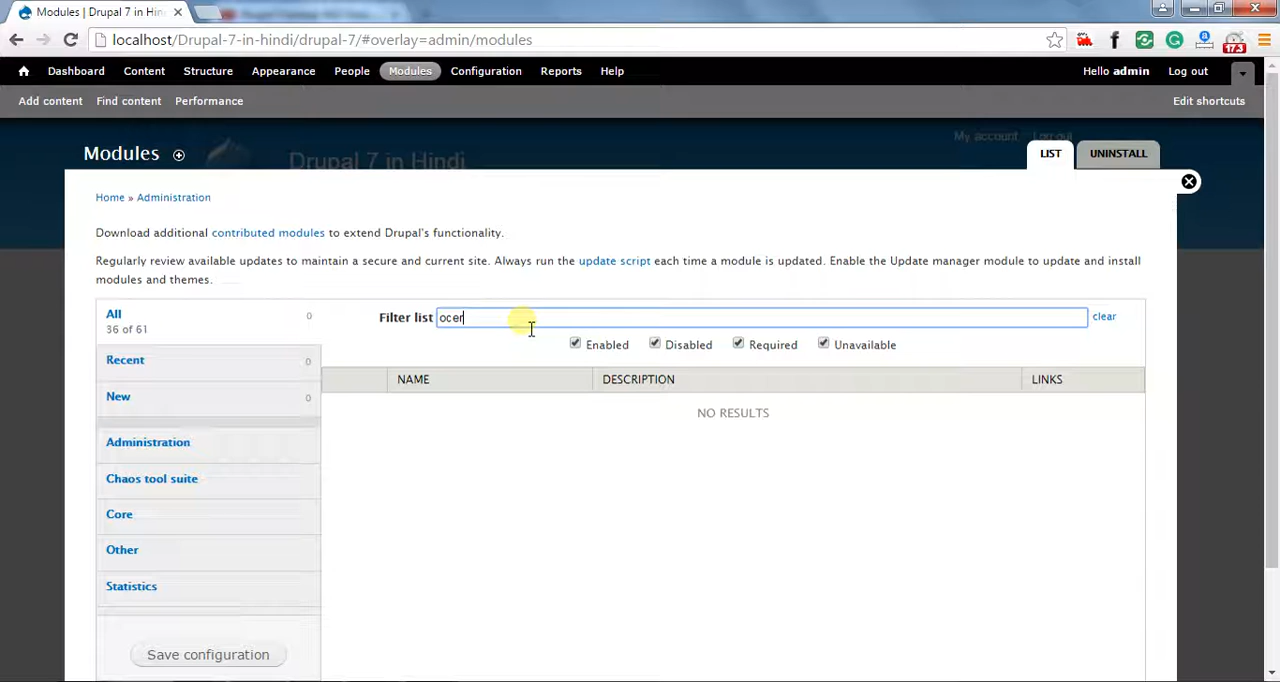 Modules | Drupal 7 in Hin
localhost/Drupal-7-in-hindi/drupal-7/#overlay=admin/modules
173
Dashboard Content Structure Appearance People Modules Configuration Reports Help Hello admin Log out
Add content Find content Performance Edit shortcuts
My account Log out
Modules Drupal 7 in Hindi LIST UNINSTALL
Home » Administration
Download additional contributed modules to extend Drupal's functionality.
Regularly review available updates to maintain a secure and current site. Always run the update script each time a module is updated. Enable the Update manager module to update and install
modules and themes.
All 0
36 of 61
Filter list ocer clear
Enabled Disabled Required Unavailable
Recent 0
NAME DESCRIPTION LINKS
New 0
NO RESULTS
Administration
Chaos tool suite
Core
Other
Statistics
Save configuration